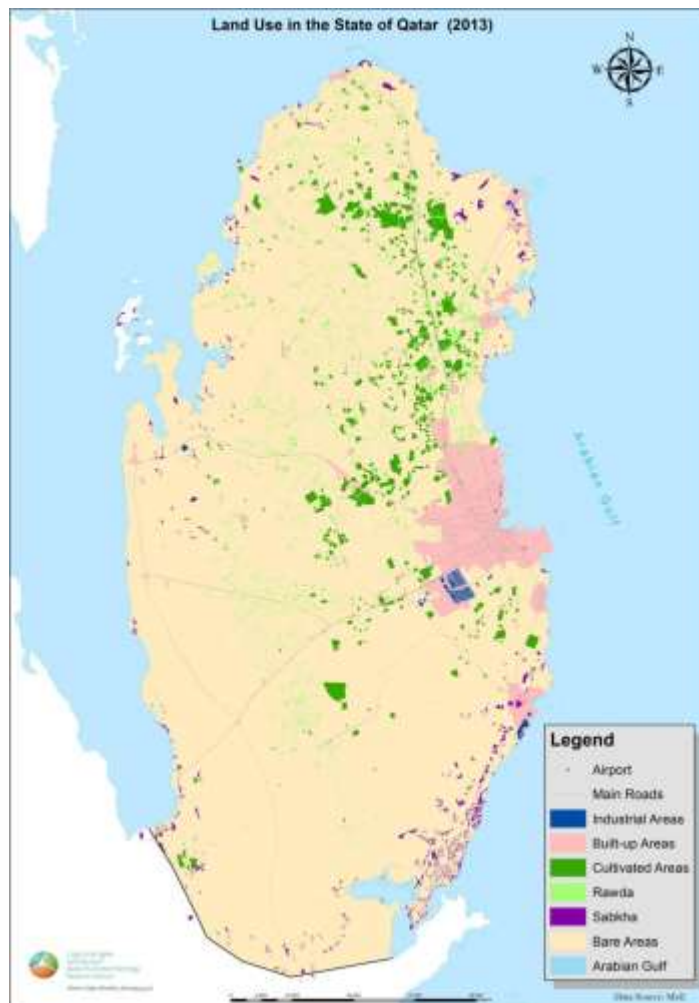 Land Use in the State of Qatar (2013)
N
W
E
S
Arabian Gulf
Legend
Airport
Main Roads
Industrial Areas
Built-up Areas
Cultivated Areas
Rawda
Sabkha
Bare Areas
Arabian Gulf